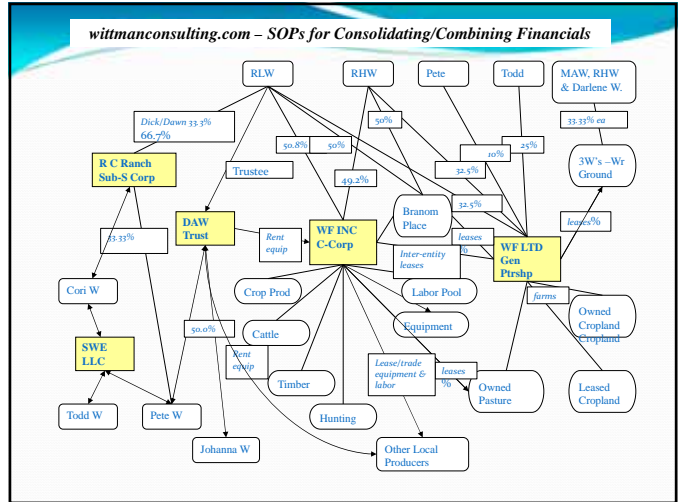 wittmanconsulting.com – SOPs for Consolidating/Combining Financials
RLW
RHW
Pete
Todd
MAW, RHW
& Darlene W.
Dick/Dawn 33.3%
66.7%
50.8%
50%
50%
10%
25%
33.33% ea
R C Ranch
Sub-S Corp
Trustee
49.2%
32.5%
3W's –Wr
Ground
32.5%
leases%
33.33%
DAW
Trust
Rent
equip
WF INC
C-Corp
Branom
Place
leases
%
Inter-entity
leases
WF LTD
Gen
Ptrshp
farms
Cori W
Crop Prod
Labor Pool
Cattle
Equipment
Owned
Cropland Cropland
Cropland
SWE
LLC
50.0%
Rent
equip
Timber
Lease/trade
equipment &
labor
leases
%
Owned
Pasture
Leased
Cropland
Todd W
Pete W
Hunting
Johanna W
Other Local
Producers